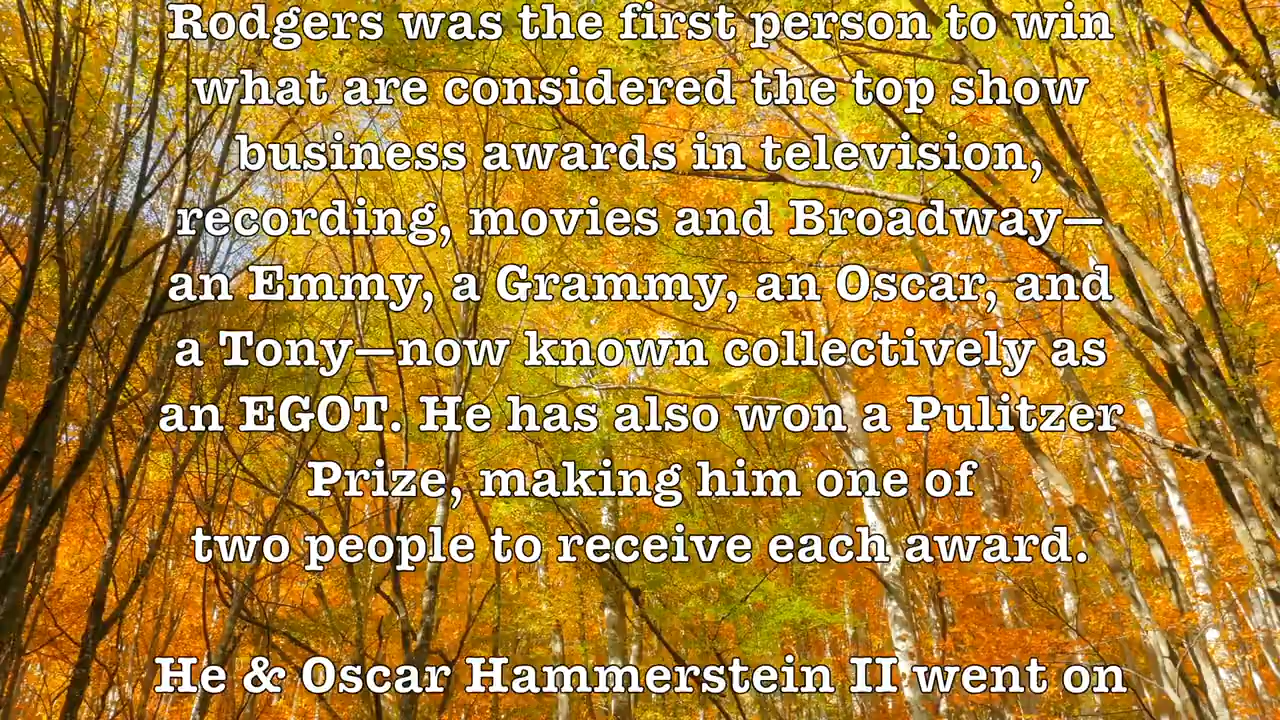 Rodgers was the first person to win
what are considered the top show
business awards in television,
recording, movies and Broadway—
an Emmy, a Grammy, an Oscar, and
a Tony—now known collectively as
an EGOT. He has also won a Pulitzer
Prize, making him one of
two people to receive each award.
He & Oscar Hammerstein II went on